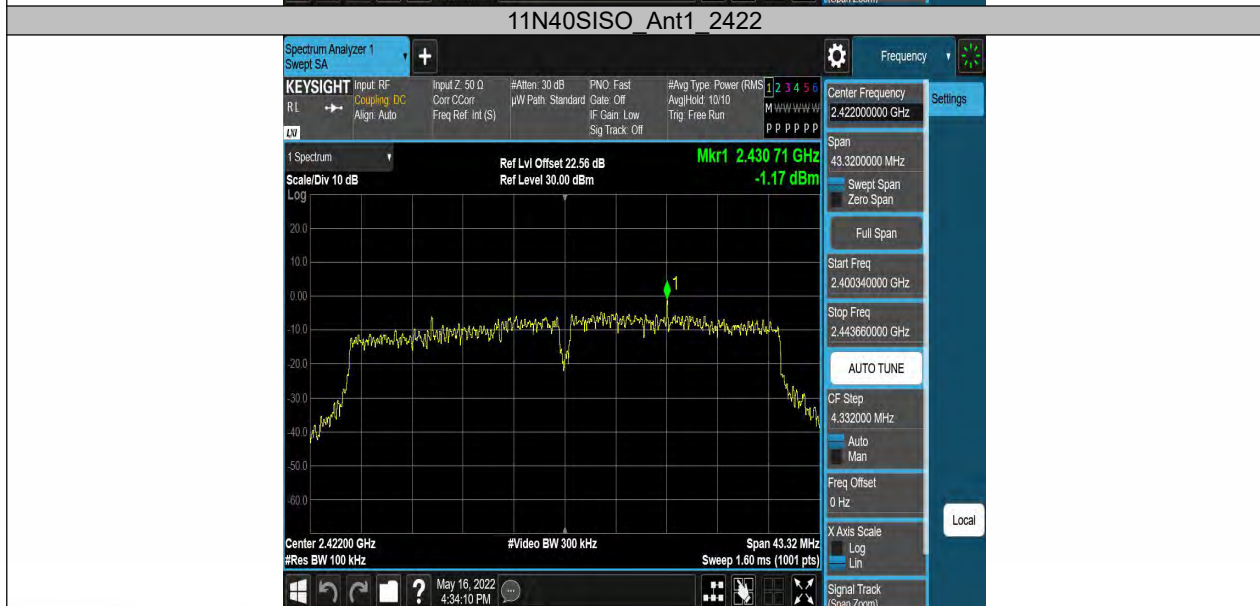 (Span Zoom)
11N40SISO_Ant1_2422
Spectrum Analyzer 1
Swept SA
+
Frequency
KEYSIGHT
RL
LXI
Input: RF
Coupling: DC
Align: Auto
Input Z: 50 Ω
Corr CCorr
Freq Ref: Int (S)
#Atten: 30 dB
µW Path: Standard
PNO: Fast
Gate: Off
IF Gain: Low
Sig Track: Off
#Avg Type: Power (RMS
Avg|Hold: 10/10
Trig: Free Run
1 2 3 4 5 6
M W W W W W
P P P P P P
1 Spectrum
Scale/Div 10 dB
Log
Ref Lvl Offset 22.56 dB
Ref Level 30.00 dBm
Mkr1 2.430 71 GHz
-1.17 dBm
20.0
10.0
0.00
-10.0
-20.0
-30.0
-40.0
-50.0
-60.0
1
Center 2.42200 GHz
#Res BW 100 kHz
#Video BW 300 kHz
Span 43.32 MHz
Sweep 1.60 ms (1001 pts)
Center Frequency
2.422000000 GHz
Settings
Span
43.3200000 MHz
Swept Span
Zero Span
Full Span
Start Freq
2.400340000 GHz
Stop Freq
2.443660000 GHz
AUTO TUNE
CF Step
4.332000 MHz
Auto
Man
Freq Offset
0 Hz
Local
X Axis Scale
Log
Lin
Signal Track
(Span Zoom)
?
May 16, 2022
4:34:10 PM